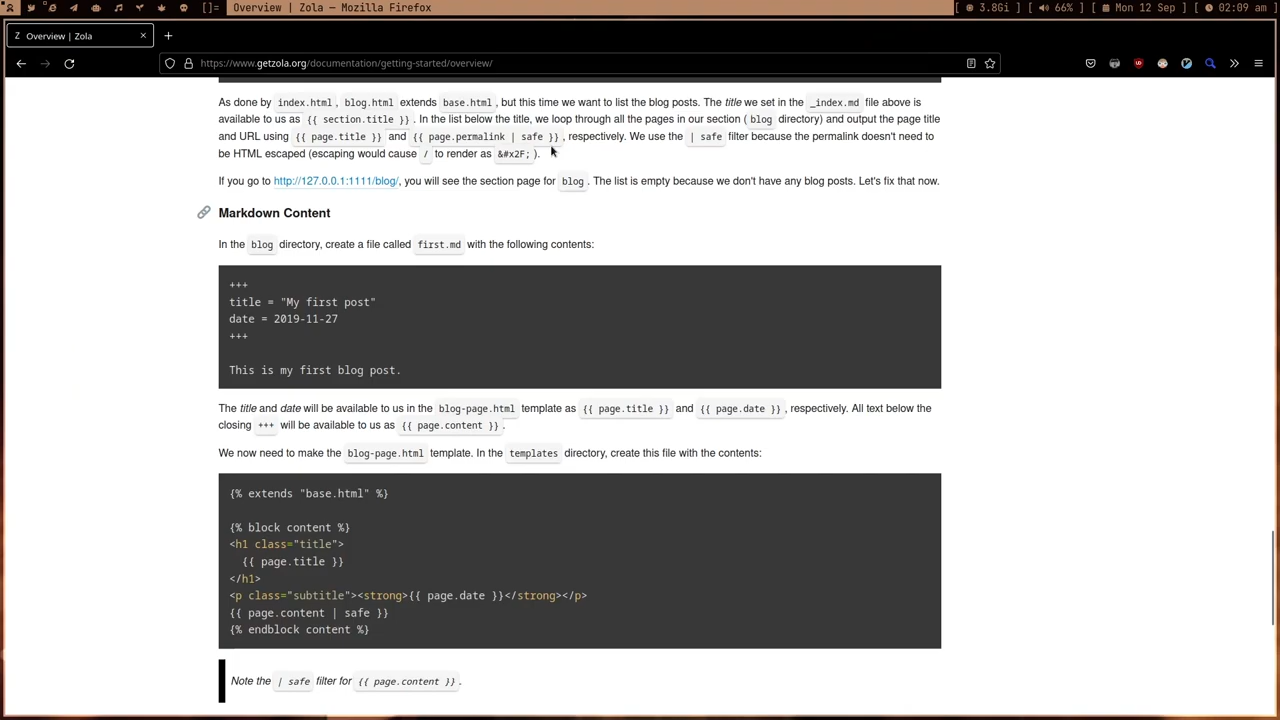 []= Overview | Zola — Mozilla Firefox [ 3.8Gi ] [ 66% ] [ Mon 12 Sep ] [ 02:09 am ]
Z Overview | Zola × +
https://www.getzola.org/documentation/getting-started/overview/
As done by index.html , blog.html extends base.html, but this time we want to list the blog posts. The title we set in the _index.md file above is
available to us as {{ section.title }}. In the list below the title, we loop through all the pages in our section ( blog directory) and output the page title
and URL using {{ page.title }} and {{ page.permalink | safe }}, respectively. We use the | safe filter because the permalink doesn't need to
be HTML escaped (escaping would cause / to render as &#x2F; ).
If you go to http://127.0.0.1:1111/blog/, you will see the section page for blog . The list is empty because we don't have any blog posts. Let's fix that now.
Markdown Content
In the blog directory, create a file called first.md with the following contents:
+++
title = "My first post"
date = 2019-11-27
+++
This is my first blog post.
The title and date will be available to us in the blog-page.html template as {{ page.title }} and {{ page.date }}, respectively. All text below the
closing +++ will be available to us as {{ page.content }}.
We now need to make the blog-page.html template. In the templates directory, create this file with the contents:
{% extends "base.html" %}
{% block content %}
<h1 class="title">
{{ page.title }}
</h1>
<p class="subtitle"><strong>{{ page.date }}</strong></p>
{{ page.content | safe }}
{% endblock content %}
Note the | safe filter for {{ page.content }}.